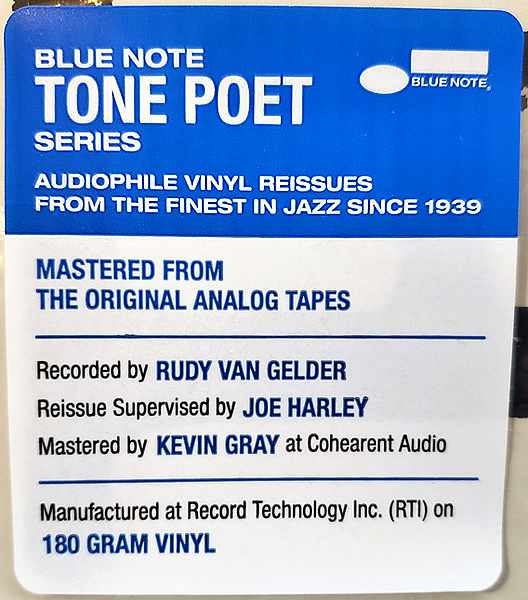 BLUE NOTE
TONE POET
SERIES
BLUE NOTE
AUDIOPHILE VINYL REISSUES
FROM THE FINEST IN JAZZ SINCE 1939
MASTERED FROM
THE ORIGINAL ANALOG TAPES
Recorded by RUDY VAN GELDER
Reissue Supervised by JOE HARLEY
Mastered by KEVIN GRAY at Cohearent Audio
Manufactured at Record Technology Inc. (RTI) on
180 GRAM VINYL